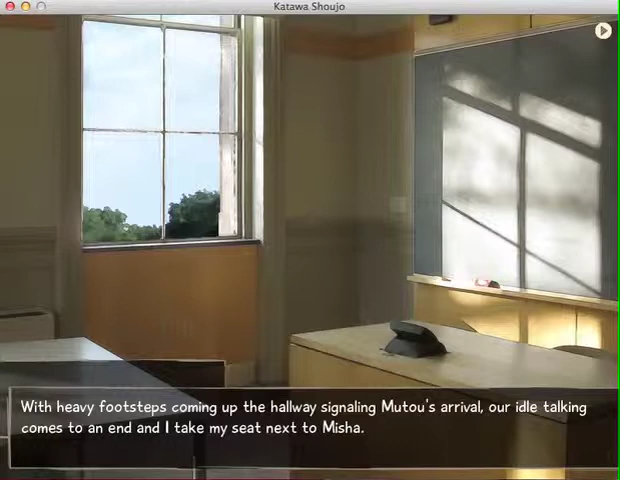 Katawa Shoujo
With heavy footsteps coming up the hallway signaling Mutou's arrival, our idle talking
comes to an end and I take my seat next to Misha.